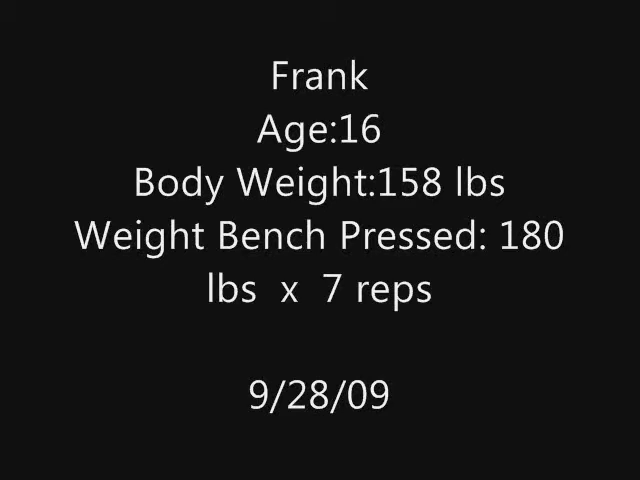 Frank
Age:16
Body Weight:158 lbs
Weight Bench Pressed: 180
lbs  x  7 reps
9/28/09